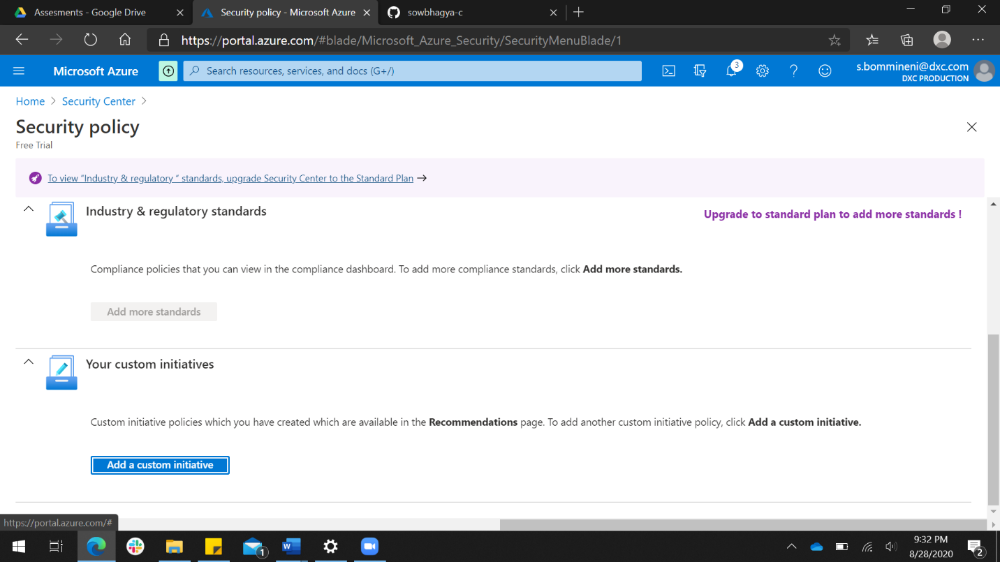 Assesments - Google Drive
Security policy - Microsoft Azure
sowbhagya-c
https://portal.azure.com/#blade/Microsoft_Azure_Security/SecurityMenuBlade/1
Microsoft Azure
Search resources, services, and docs (G+/)
3
s.bommineni@dxc.com
DXC PRODUCTION
Home > Security Center >
Security policy
Free Trial
To view "Industry & regulatory " standards, upgrade Security Center to the Standard Plan →
Industry & regulatory standards
Upgrade to standard plan to add more standards !
Compliance policies that you can view in the compliance dashboard. To add more compliance standards, click Add more standards.
Add more standards
Your custom initiatives
Custom initiative policies which you have created which are available in the Recommendations page. To add another custom initiative policy, click Add a custom initiative.
Add a custom initiative
https://portal.azure.com/#
1
W
9:32 PM
8/28/2020
2